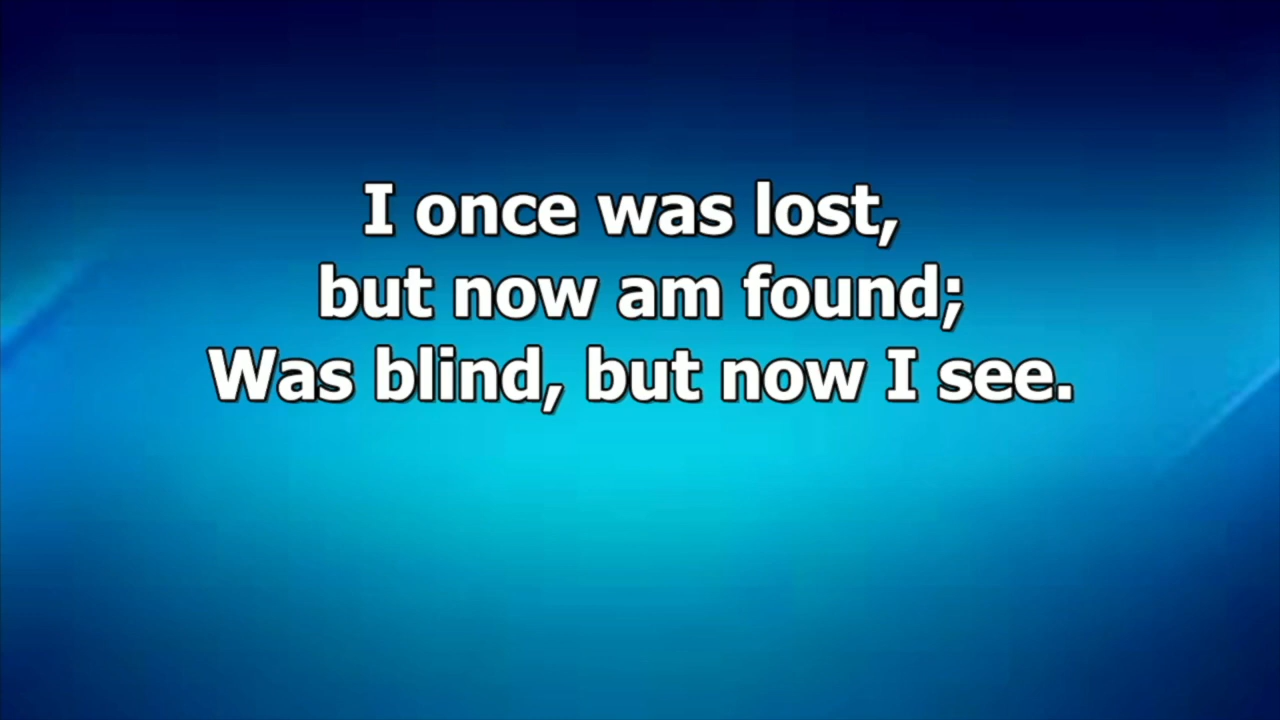 I once was lost,
but now am found;
Was blind, but now I see.